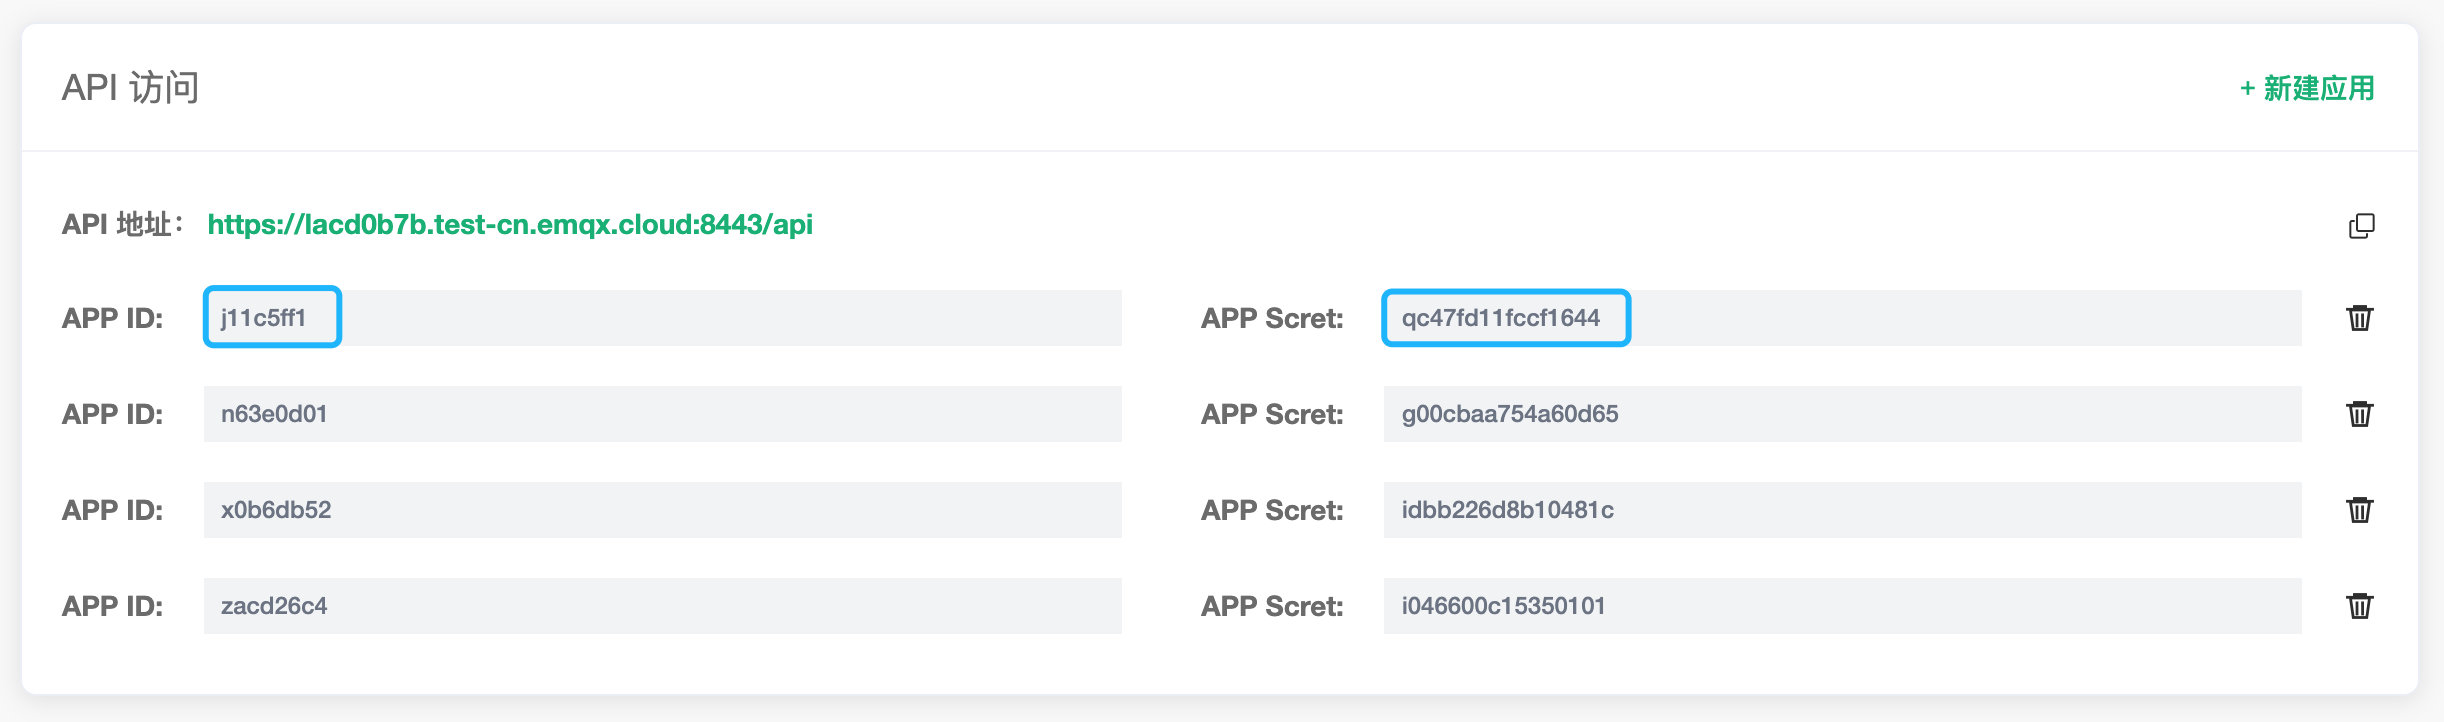 API 访问
+ 新建应用
API 地址： https://lacd0b7b.test-cn.emqx.cloud:8443/api
APP ID: j11c5ff1 APP Scret: qc47fd11fccf1644
APP ID: n63e0d01 APP Scret: g00cbaa754a60d65
APP ID: x0b6db52 APP Scret: idbb226d8b10481c
APP ID: zacd26c4 APP Scret: i046600c15350101